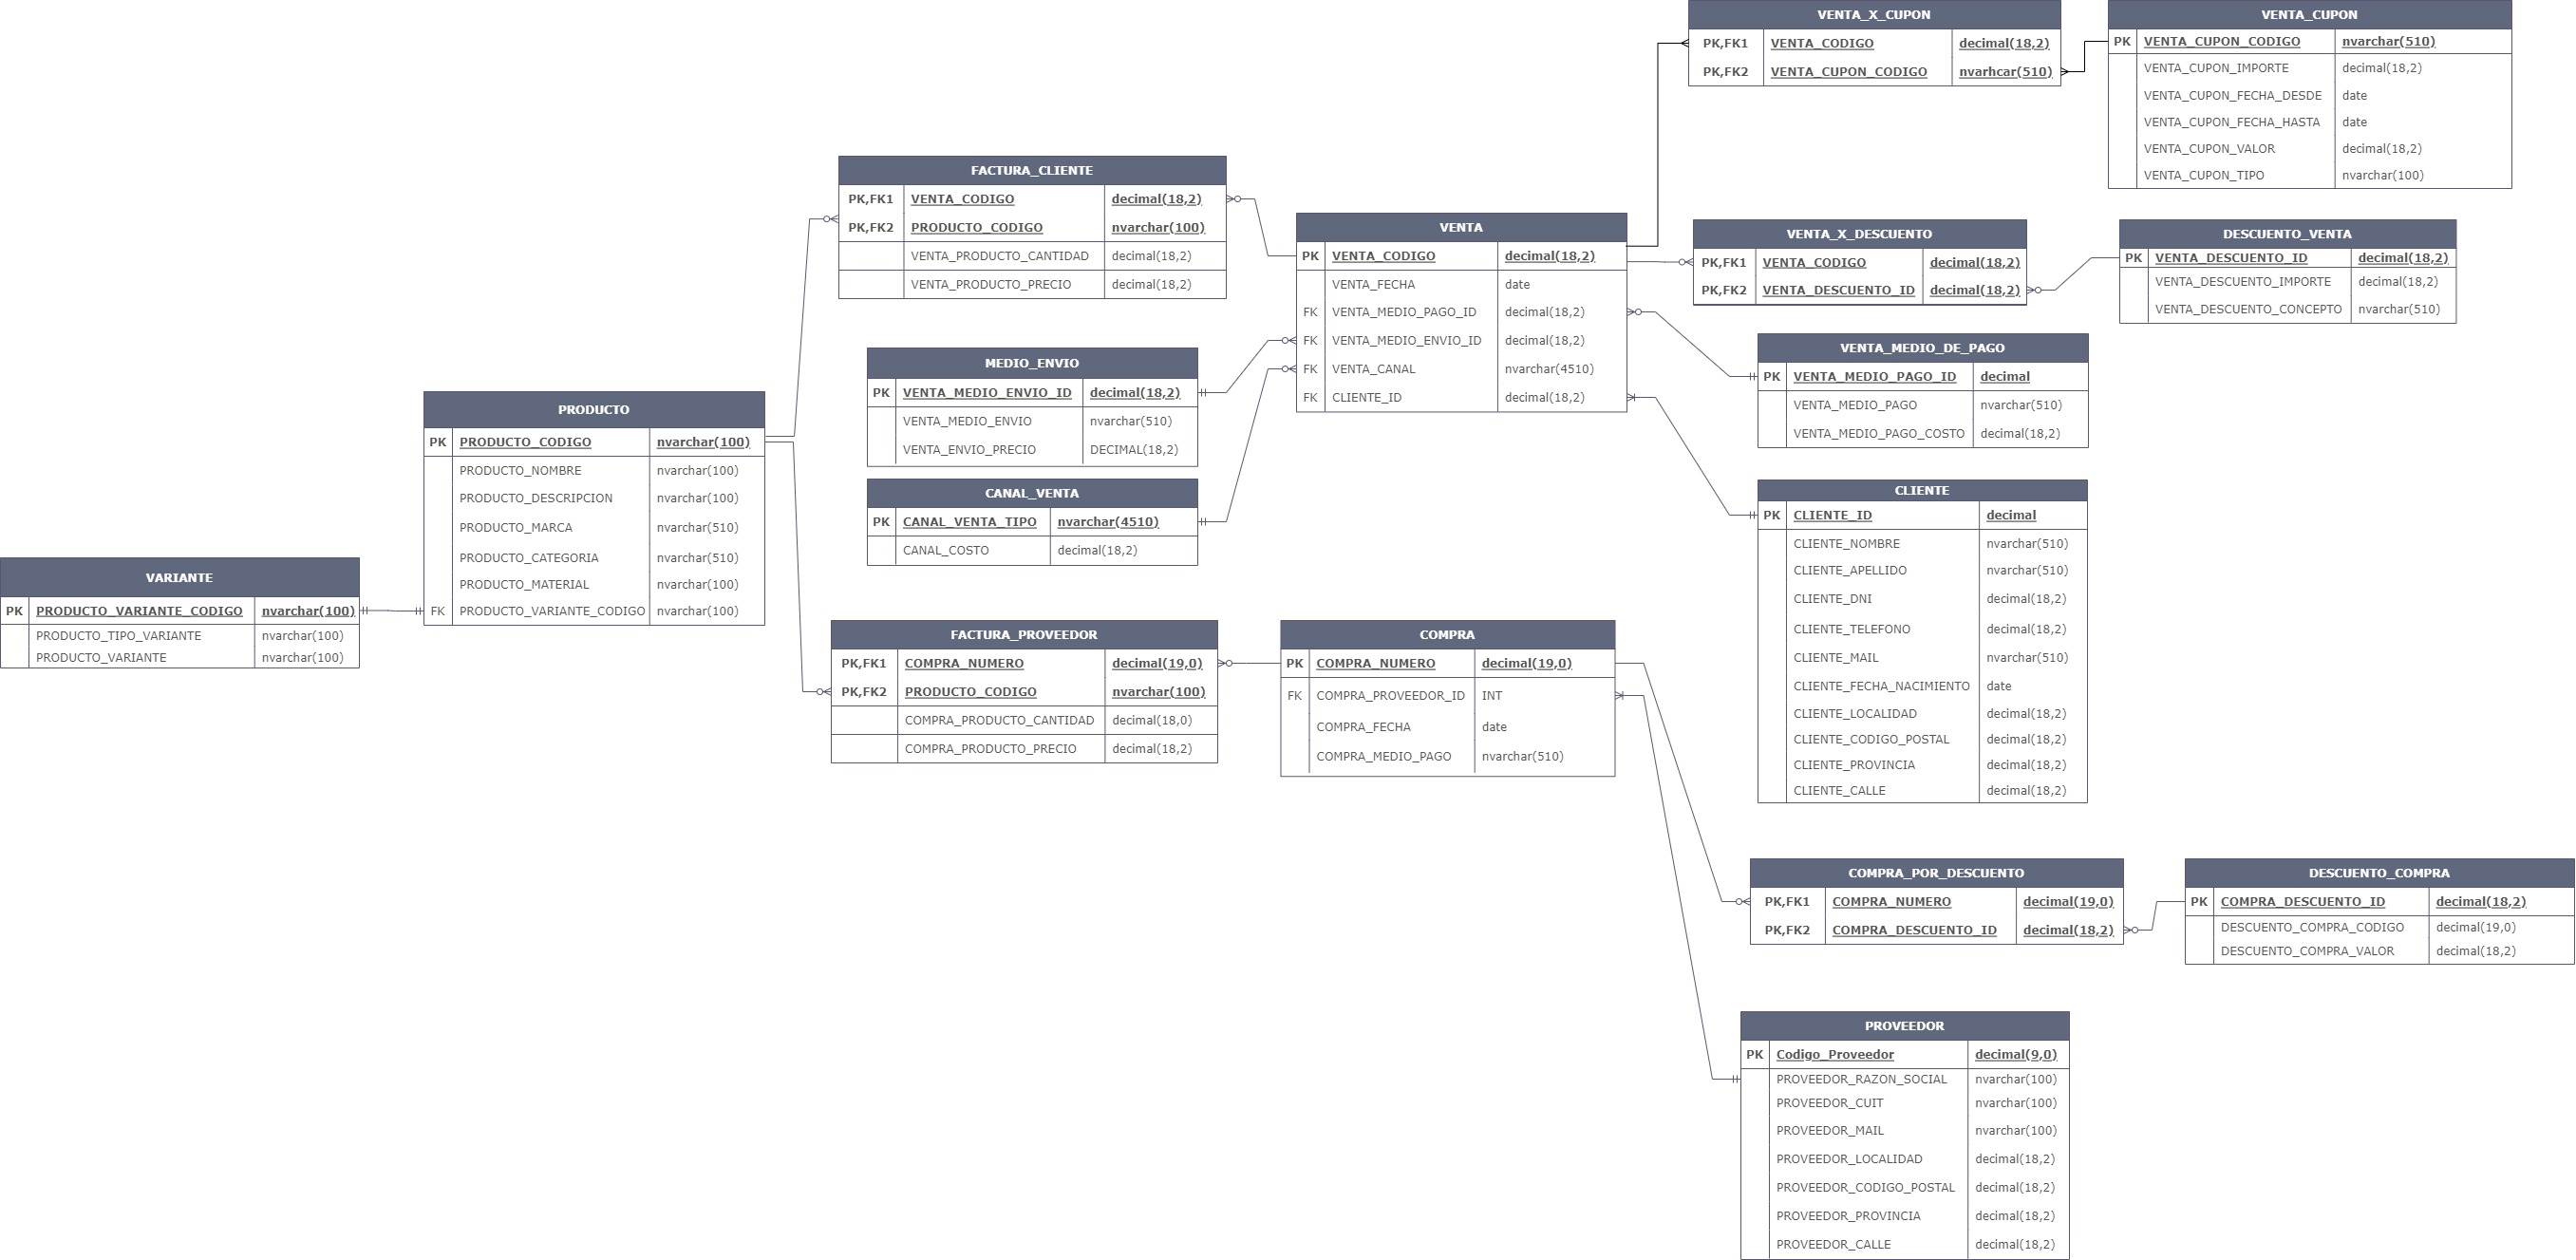 VENTA_X_CUPON
PK,FK1 VENTA_CODIGO decimal(18,2)
PK,FK2 VENTA_CUPON_CODIGO nvarhcar(510)
VENTA_CUPON
PK VENTA_CUPON_CODIGO nvarchar(510)
VENTA_CUPON_IMPORTE decimal(18,2)
VENTA_CUPON_FECHA_DESDE date
VENTA_CUPON_FECHA_HASTA date
VENTA_CUPON_VALOR decimal(18,2)
VENTA_CUPON_TIPO nvarchar(100)
FACTURA_CLIENTE
PK,FK1 VENTA_CODIGO decimal(18,2)
PK,FK2 PRODUCTO_CODIGO nvarchar(100)
VENTA_PRODUCTO_CANTIDAD decimal(18,2)
VENTA_PRODUCTO_PRECIO decimal(18,2)
VENTA
PK VENTA_CODIGO decimal(18,2)
VENTA_FECHA date
FK VENTA_MEDIO_PAGO_ID decimal(18,2)
FK VENTA_MEDIO_ENVIO_ID decimal(18,2)
FK VENTA_CANAL nvarchar(4510)
FK CLIENTE_ID decimal(18,2)
VENTA_X_DESCUENTO
PK,FK1 VENTA_CODIGO decimal(18,2)
PK,FK2 VENTA_DESCUENTO_ID decimal(18,2)
DESCUENTO_VENTA
PK VENTA_DESCUENTO_ID decimal(18,2)
VENTA_DESCUENTO_IMPORTE decimal(18,2)
VENTA_DESCUENTO_CONCEPTO nvarchar(510)
VENTA_MEDIO_DE_PAGO
PK VENTA_MEDIO_PAGO_ID decimal
VENTA_MEDIO_PAGO nvarchar(510)
VENTA_MEDIO_PAGO_COSTO decimal(18,2)
MEDIO_ENVIO
PK VENTA_MEDIO_ENVIO_ID decimal(18,2)
VENTA_MEDIO_ENVIO nvarchar(510)
VENTA_ENVIO_PRECIO DECIMAL(18,2)
PRODUCTO
PK PRODUCTO_CODIGO nvarchar(100)
PRODUCTO_NOMBRE nvarchar(100)
PRODUCTO_DESCRIPCION nvarchar(100)
PRODUCTO_MARCA nvarchar(510)
PRODUCTO_CATEGORIA nvarchar(510)
PRODUCTO_MATERIAL nvarchar(100)
FK PRODUCTO_VARIANTE_CODIGO nvarchar(100)
CANAL_VENTA
PK CANAL_VENTA_TIPO nvarchar(4510)
CANAL_COSTO decimal(18,2)
CLIENTE
PK CLIENTE_ID decimal
CLIENTE_NOMBRE nvarchar(510)
CLIENTE_APELLIDO nvarchar(510)
CLIENTE_DNI decimal(18,2)
CLIENTE_TELEFONO decimal(18,2)
CLIENTE_MAIL nvarchar(510)
CLIENTE_FECHA_NACIMIENTO date
CLIENTE_LOCALIDAD decimal(18,2)
CLIENTE_CODIGO_POSTAL decimal(18,2)
CLIENTE_PROVINCIA decimal(18,2)
CLIENTE_CALLE decimal(18,2)
VARIANTE
PK PRODUCTO_VARIANTE_CODIGO nvarchar(100)
PRODUCTO_TIPO_VARIANTE nvarchar(100)
PRODUCTO_VARIANTE nvarchar(100)
FACTURA_PROVEEDOR
PK,FK1 COMPRA_NUMERO decimal(19,0)
PK,FK2 PRODUCTO_CODIGO nvarchar(100)
COMPRA_PRODUCTO_CANTIDAD decimal(18,0)
COMPRA_PRODUCTO_PRECIO decimal(18,2)
COMPRA
PK COMPRA_NUMERO decimal(19,0)
FK COMPRA_PROVEEDOR_ID INT
COMPRA_FECHA date
COMPRA_MEDIO_PAGO nvarchar(510)
COMPRA_POR_DESCUENTO
PK,FK1 COMPRA_NUMERO decimal(19,0)
PK,FK2 COMPRA_DESCUENTO_ID decimal(18,2)
DESCUENTO_COMPRA
PK COMPRA_DESCUENTO_ID decimal(18,2)
DESCUENTO_COMPRA_CODIGO decimal(19,0)
DESCUENTO_COMPRA_VALOR decimal(18,2)
PROVEEDOR
PK Codigo_Proveedor decimal(9,0)
PROVEEDOR_RAZON_SOCIAL nvarchar(100)
PROVEEDOR_CUIT nvarchar(100)
PROVEEDOR_MAIL nvarchar(100)
PROVEEDOR_LOCALIDAD decimal(18,2)
PROVEEDOR_CODIGO_POSTAL decimal(18,2)
PROVEEDOR_PROVINCIA decimal(18,2)
PROVEEDOR_CALLE decimal(18,2)